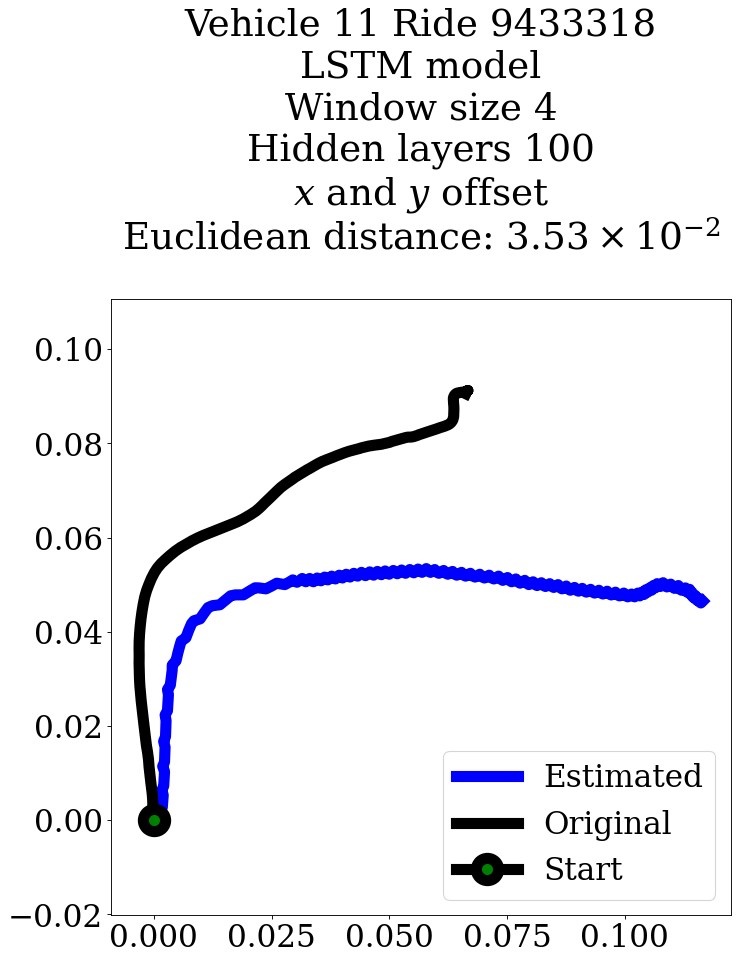 Vehicle 11 Ride 9433318
LSTM model
Window size 4
Hidden layers 100
x and y offset
Euclidean distance: 3.53 × 10⁻²
0.10
0.08
0.06
0.04
0.02
0.00
−0.02
Estimated
Original
Start
0.000 0.025 0.050 0.075 0.100